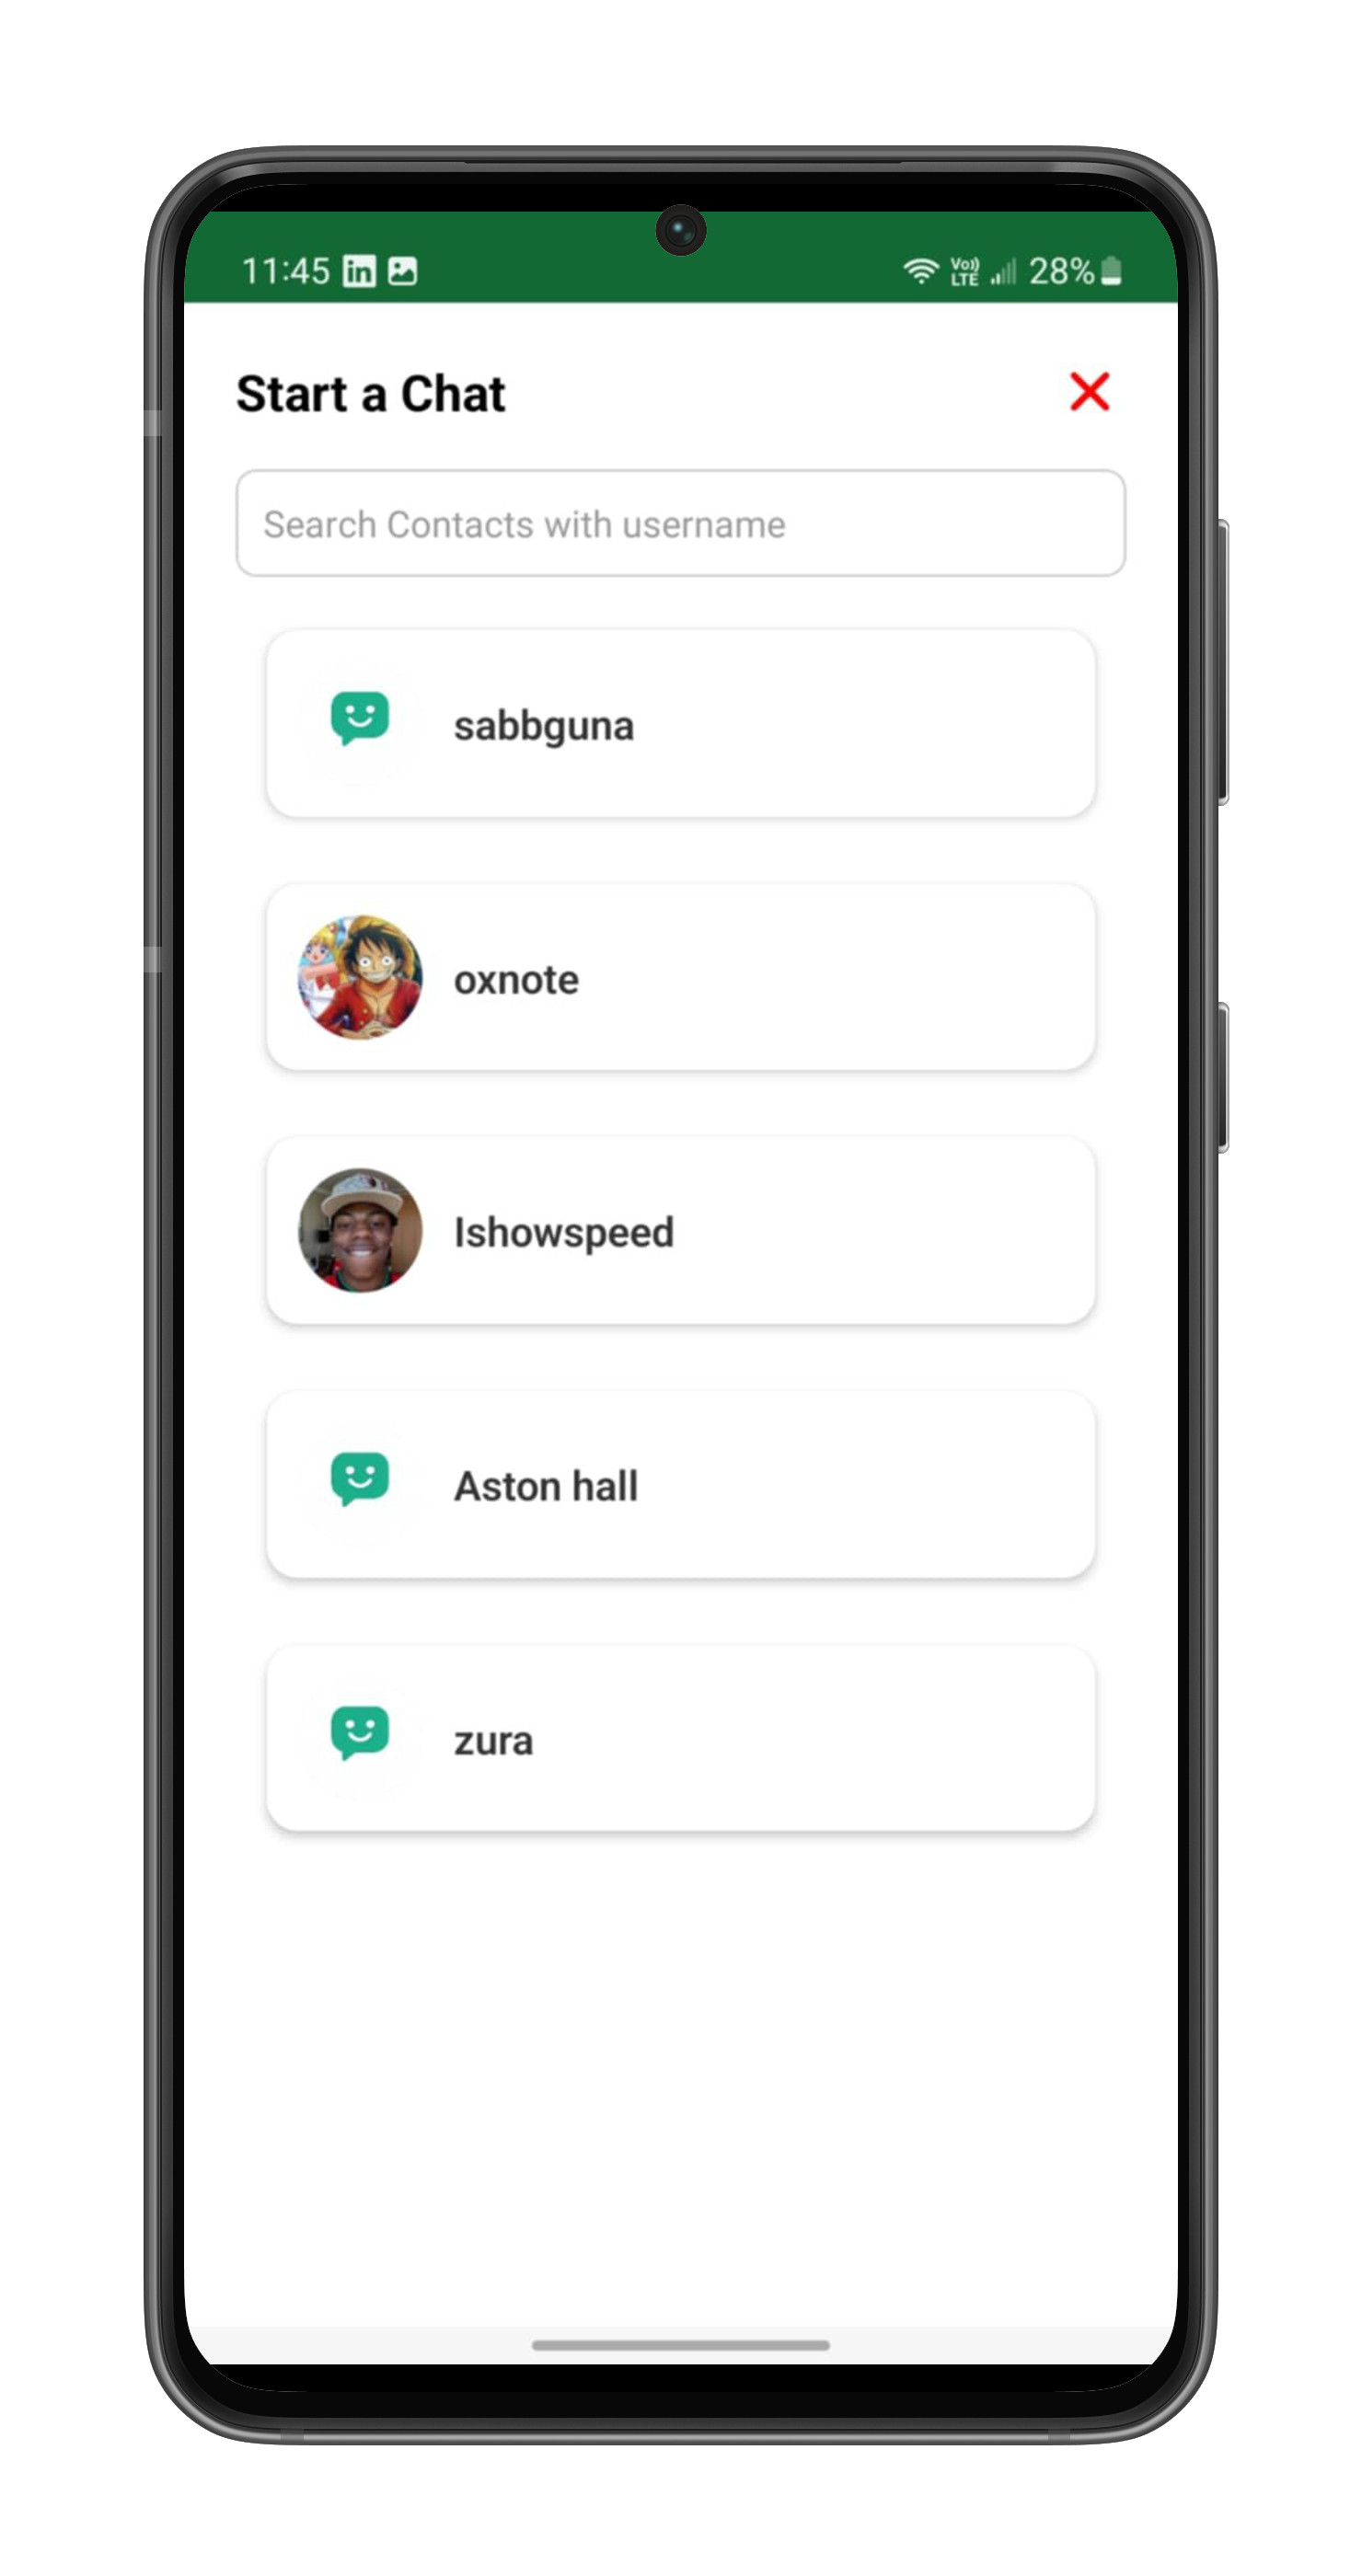 11:45 in Vo)) LTE 28%
Start a Chat
Search Contacts with username
sabbguna
oxnote
Ishowspeed
Aston hall
zura